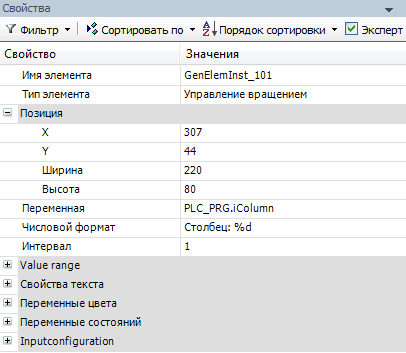 Свойства
Фильтр Сортировать по Порядок сортировки Эксперт
Свойство Значения
Имя элемента GenElemInst_101
Тип элемента Управление вращением
Позиция
X 307
Y 44
Ширина 220
Высота 80
Переменная PLC_PRG.iColumn
Числовой формат Столбец: %d
Интервал 1
Value range
Свойства текста
Переменные цвета
Переменные состояний
Inputconfiguration